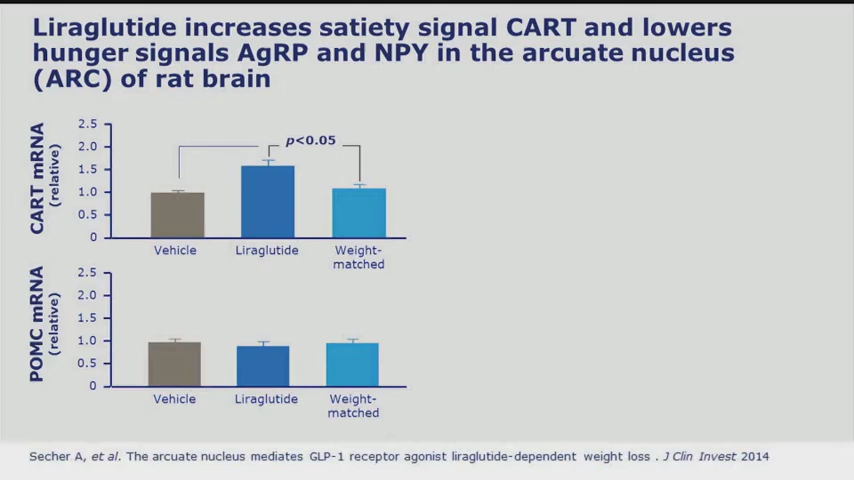 Liraglutide increases satiety signal CART and lowers
hunger signals AgRP and NPY in the arcuate nucleus
(ARC) of rat brain
CART mRNA
(relative)
2.5
2.0
1.5
1.0
0.5
0
p<0.05
Vehicle
Liraglutide
Weight-
matched
POMC mRNA
(relative)
2.5
2.0
1.5
1.0
0.5
0
Vehicle
Liraglutide
Weight-
matched
Secher A, et al. The arcuate nucleus mediates GLP-1 receptor agonist liraglutide-dependent weight loss . J Clin Invest 2014